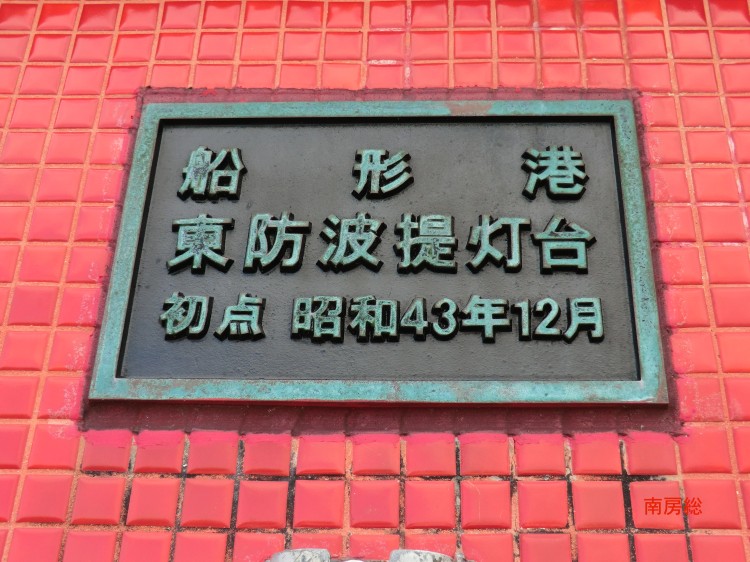 船形港
東防波提灯台
初点 昭和43年12月
南房総